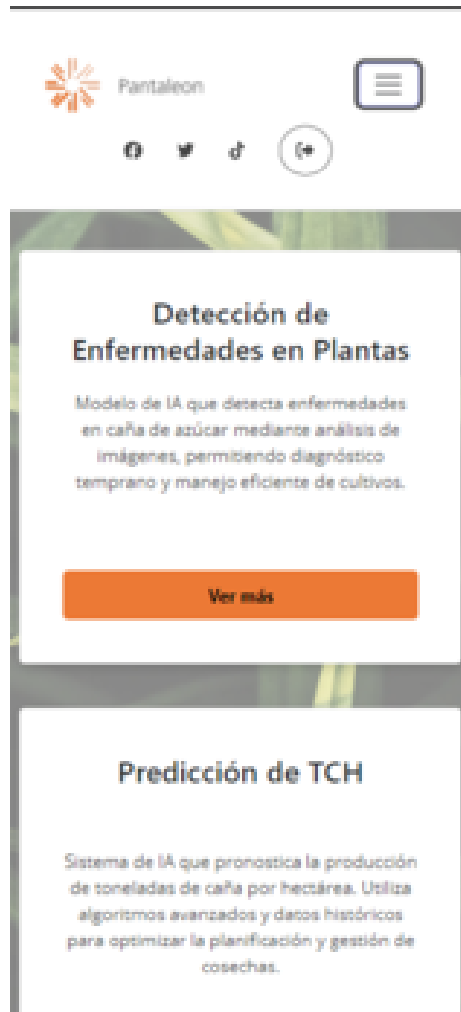 Pantaleon
Detección de
Enfermedades en Plantas
Modelo de IA que detecta enfermedades
en caña de azúcar mediante análisis de
imágenes, permitiendo diagnóstico
temprano y manejo eficiente de cultivos.
Ver más
Predicción de TCH
Sistema de IA que pronostica la producción
de toneladas de caña por hectárea. Utiliza
algoritmos avanzados y datos históricos
para optimizar la planificación y gestión de
cosechas.